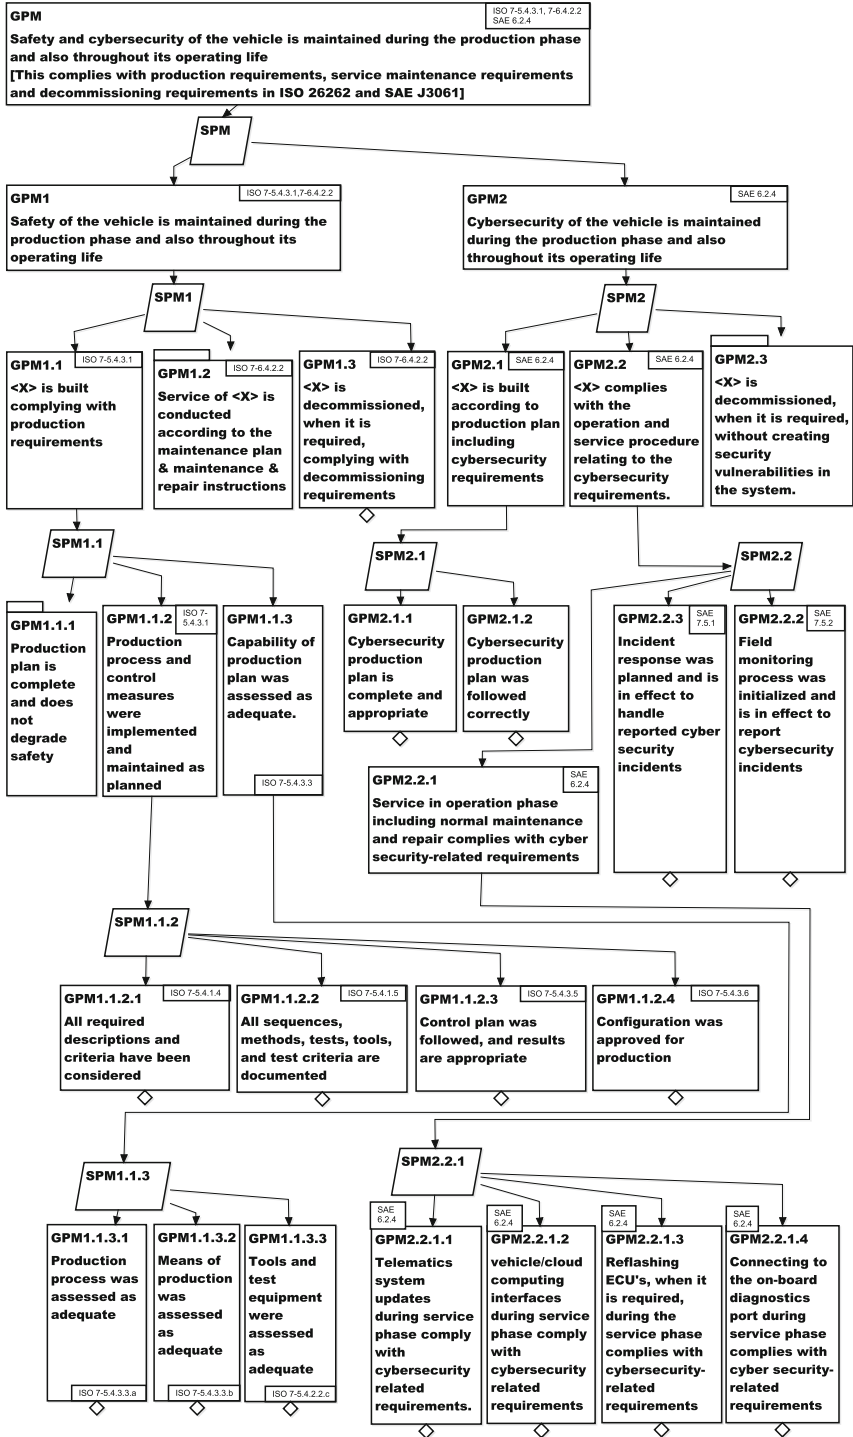 GPM
ISO 7-5.4.3.1, 7-6.4.2.2
SAE 6.2.4
Safety and cybersecurity of the vehicle is maintained during the production phase
and also throughout its operating life
[This complies with production requirements, service maintenance requirements
and decommissioning requirements in ISO 26262 and SAE J3061]
SPM
GPM1
ISO 7-5.4.3.1,7-6.4.2.2
Safety of the vehicle is maintained during the
production phase and also throughout its
operating life
GPM2
SAE 6.2.4
Cybersecurity of the vehicle is maintained
during the production phase and also
throughout its operating life
SPM1
SPM2
GPM1.1
ISO 7-5.4.3.1
<X> is built
complying with
production
requirements
GPM1.2
ISO 7-6.4.2.2
Service of <X> is
conducted
according to the
maintenance plan
& maintenance &
repair instructions
GPM1.3
ISO 7-6.4.2.2
<X> is
decommissioned,
when it is
required,
complying with
decommissioning
requirements
GPM2.1
SAE 6.2.4
<X> is built
according to
production plan
including
cybersecurity
requirements
GPM2.2
SAE 6.2.4
<X> complies
with the
operation and
service procedure
relating to the
cybersecurity
requirements.
GPM2.3
<X> is
decommissioned,
when it is required,
without creating
security
vulnerabilities in
the system.
SPM1.1
SPM2.1
SPM2.2
GPM1.1.1
Production
plan is
complete
and does
not
degrade
safety
GPM1.1.2
ISO 7-
5.4.3.1
Production
process and
control
measures
were
implemented
and
maintained as
planned
GPM1.1.3
Capability of
production
plan was
assessed as
adequate.
ISO 7-5.4.3.3
GPM2.1.1
Cybersecurity
production
plan is
complete and
appropriate
GPM2.1.2
Cybersecurity
production
plan was
followed
correctly
GPM2.2.3
SAE
7.5.1
Incident
response was
planned and is
in effect to
handle
reported cyber
security
incidents
GPM2.2.2
SAE
7.5.2
Field
monitoring
process was
initialized and
is in effect to
report
cybersecurity
incidents
GPM2.2.1
SAE
6.2.4
Service in operation phase
including normal maintenance
and repair complies with cyber
security-related requirements
SPM1.1.2
GPM1.1.2.1
ISO 7-5.4.1.4
All required
descriptions and
criteria have been
considered
GPM1.1.2.2
ISO 7-5.4.1.5
All sequences,
methods, tests, tools,
and test criteria are
documented
GPM1.1.2.3
ISO 7-5.4.3.5
Control plan was
followed, and results
are appropriate
GPM1.1.2.4
ISO 7-5.4.3.6
Configuration was
approved for
production
SPM1.1.3
SPM2.2.1
GPM1.1.3.1
Production
process was
assessed as
adequate
ISO 7-5.4.3.3.a
GPM1.1.3.2
Means of
production
was
assessed
as
adequate
ISO 7-5.4.3.3.b
GPM1.1.3.3
Tools and
test
equipment
were
assessed
as
adequate
ISO 7-5.4.2.2.c
SAE
6.2.4
GPM2.2.1.1
Telematics
system
updates
during service
phase comply
with
cybersecurity
related
requirements.
SAE
6.2.4
GPM2.2.1.2
vehicle/cloud
computing
interfaces
during service
phase comply
with
cybersecurity
related
requirements
SAE
6.2.4
GPM2.2.1.3
Reflashing
ECU's, when it
is required,
during the
service phase
complies with
cybersecurity-
related
requirements
SAE
6.2.4
GPM2.2.1.4
Connecting to
the on-board
diagnostics
port during
service phase
complies with
cyber security-
related
requirements